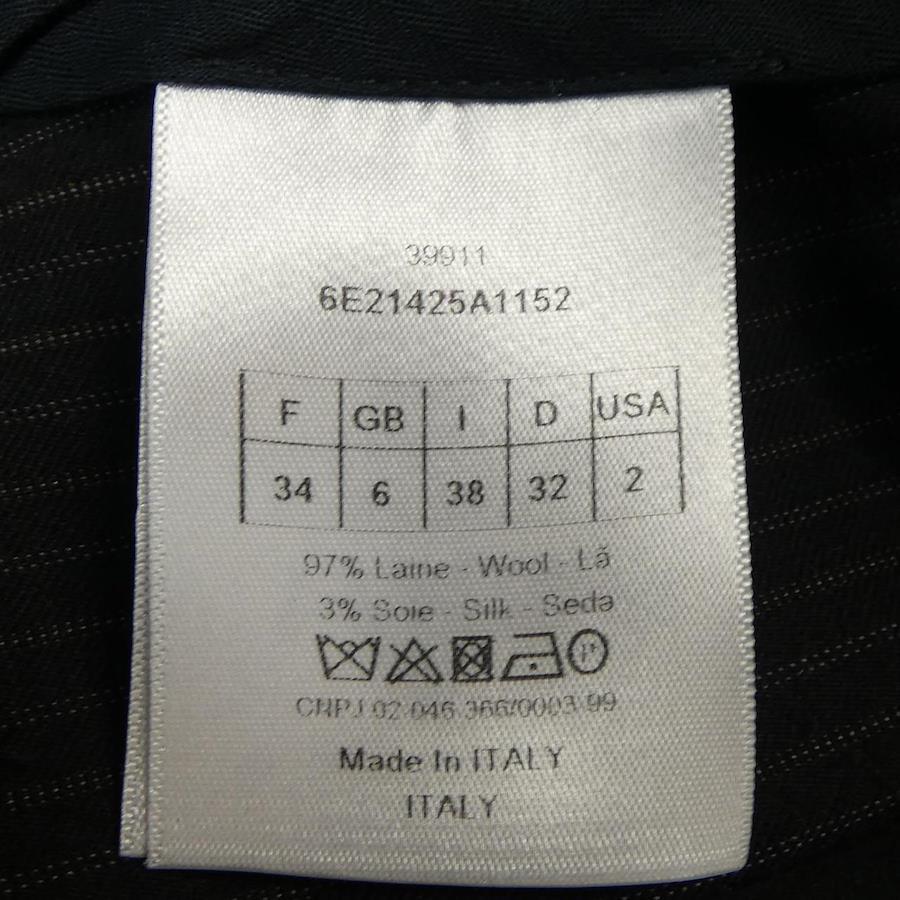 39911
6E21425A1152
F GB I D USA
34 6 38 32 2
97% Laine - Wool - Lã
3% Soie - Silk - Seda
P
CNPJ 02 046 366/0003 99
Made In ITALY
ITALY